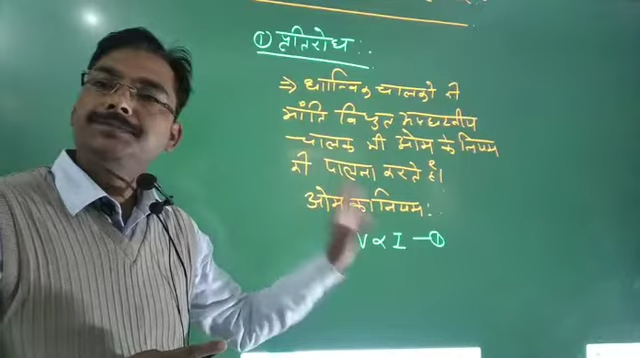 ① प्रतिरोध :.
⇒ धात्विक चालको की
भाँति विधुत अपघटनीय
चालक भी ओम के नियम
की पालना करते है।
ओम का नियम :.
V ∝ I —①